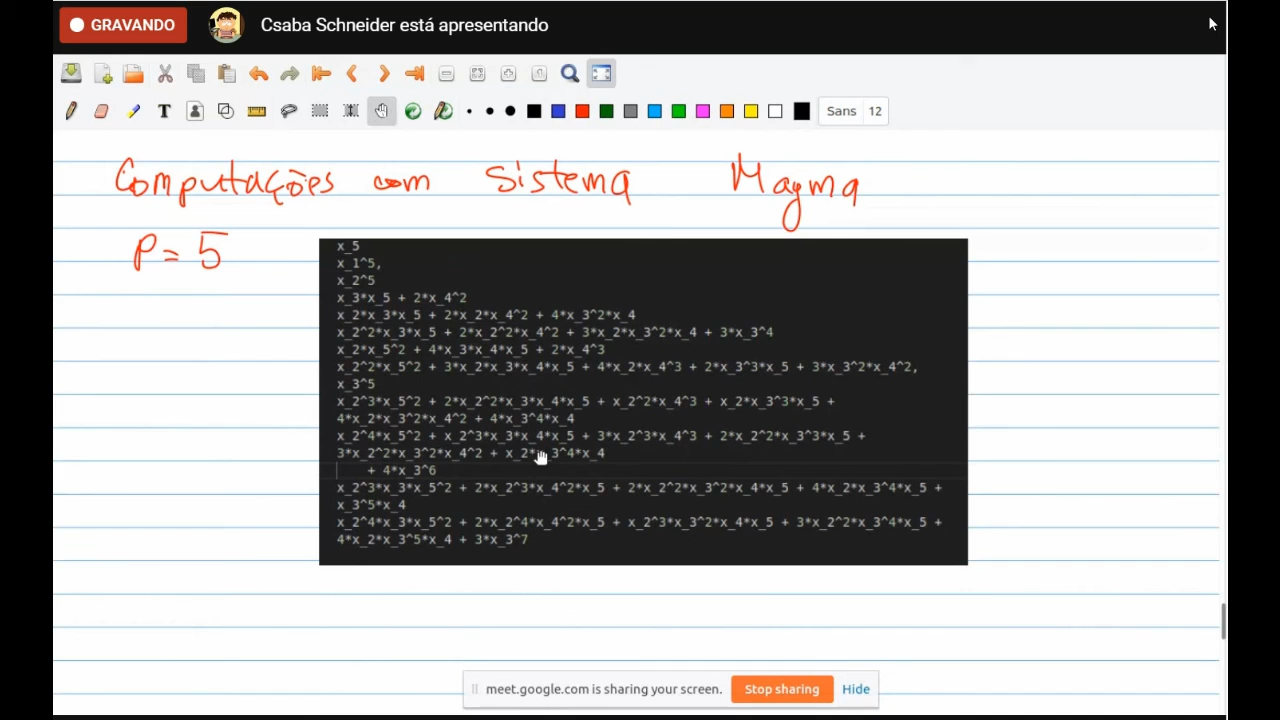 GRAVANDO
Csaba Schneider está apresentando
Sans 12
Computações com Sistema Magma
P = 5
x_5
x_1^5,
x_2^5
x_3*x_5 + 2*x_4^2
x_2*x_3*x_5 + 2*x_2*x_4^2 + 4*x_3^2*x_4
x_2^2*x_3*x_5 + 2*x_2^2*x_4^2 + 3*x_2*x_3^2*x_4 + 3*x_3^4
x_2*x_5^2 + 4*x_3*x_4*x_5 + 2*x_4^3
x_2^2*x_5^2 + 3*x_2*x_3*x_4*x_5 + 4*x_2*x_4^3 + 2*x_3^3*x_5 + 3*x_3^2*x_4^2,
x_3^5
x_2^3*x_5^2 + 2*x_2^2*x_3*x_4*x_5 + x_2^2*x_4^3 + x_2*x_3^3*x_5 +
4*x_2*x_3^2*x_4^2 + 4*x_3^4*x_4
x_2^4*x_5^2 + x_2^3*x_3*x_4*x_5 + 3*x_2^3*x_4^3 + 2*x_2^2*x_3^3*x_5 +
3*x_2^2*x_3^2*x_4^2 + x_2*x_3^4*x_4
+ 4*x_3^6
x_2^3*x_3*x_5^2 + 2*x_2^3*x_4^2*x_5 + 2*x_2^2*x_3^2*x_4*x_5 + 4*x_2*x_3^4*x_5 +
x_3^5*x_4
x_2^4*x_3*x_5^2 + 2*x_2^4*x_4^2*x_5 + x_2^3*x_3^2*x_4*x_5 + 3*x_2^2*x_3^4*x_5 +
4*x_2*x_3^5*x_4 + 3*x_3^7
meet.google.com is sharing your screen.
Stop sharing
Hide